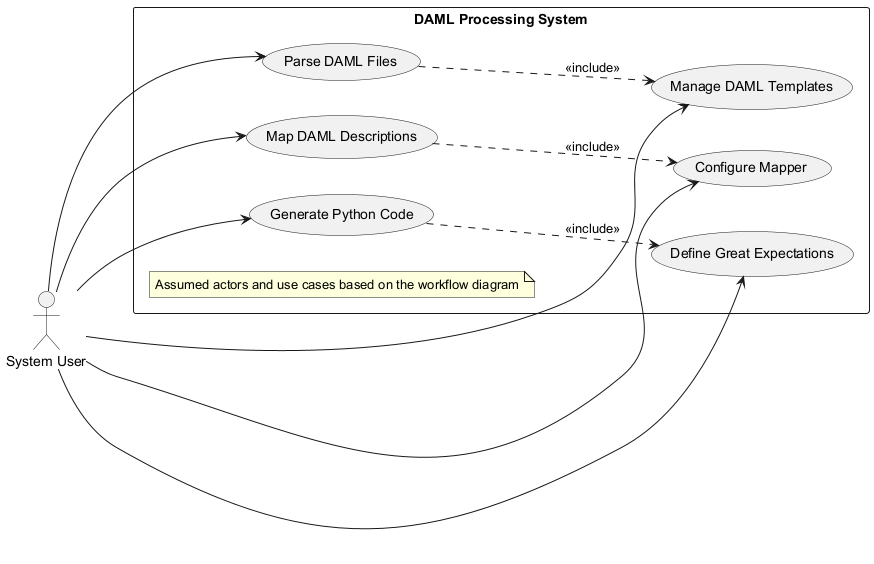 DAML Processing System
Parse DAML Files
«include»
Manage DAML Templates
Map DAML Descriptions
«include»
Configure Mapper
Generate Python Code
«include»
Define Great Expectations
Assumed actors and use cases based on the workflow diagram
System User